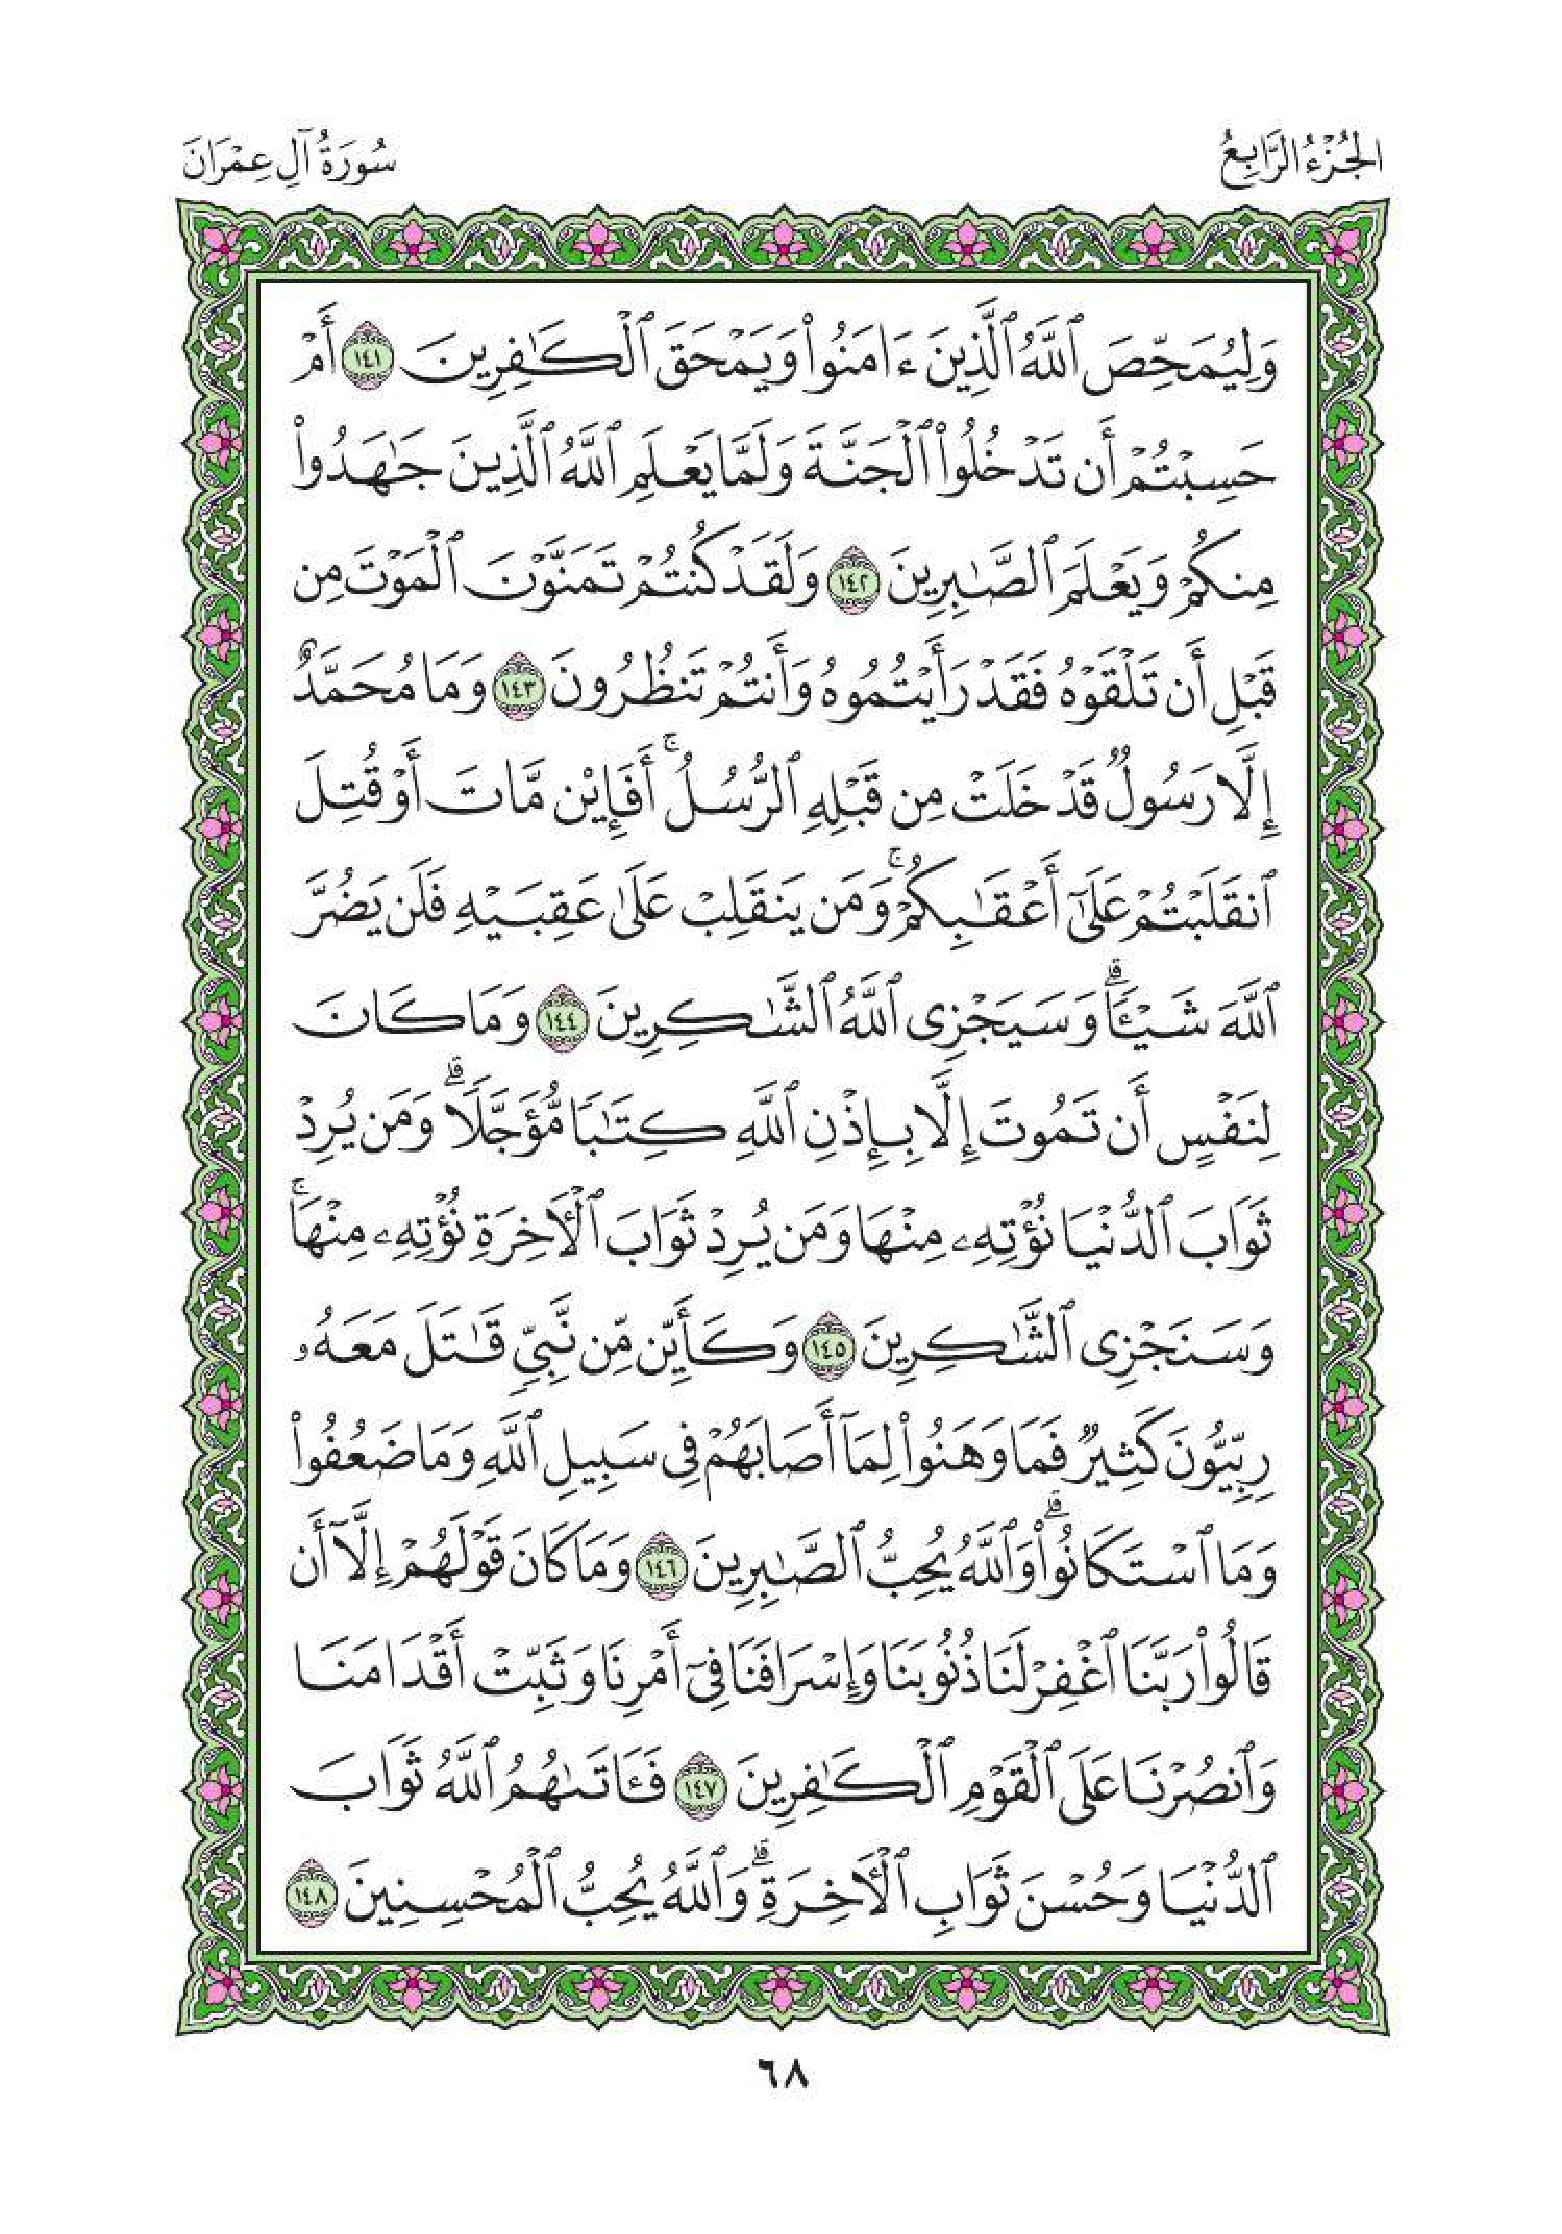 الجُزْءُ الرَّابِعُ
سُورَةُ آلِ عِمْرَانَ
وَلِيُمَحِّصَ ٱللَّهُ ٱلَّذِينَ ءَامَنُواْ وَيَمْحَقَ ٱلْكَـٰفِرِينَ ١٤١ أَمْ
حَسِبْتُمْ أَن تَدْخُلُواْ ٱلْجَنَّةَ وَلَمَّا يَعْلَمِ ٱللَّهُ ٱلَّذِينَ جَـٰهَدُواْ
مِنكُمْ وَيَعْلَمَ ٱلصَّـٰبِرِينَ ١٤٢ وَلَقَدْ كُنتُمْ تَمَنَّوْنَ ٱلْمَوْتَ مِن
قَبْلِ أَن تَلْقَوْهُ فَقَدْ رَأَيْتُمُوهُ وَأَنتُمْ تَنظُرُونَ ١٤٣ وَمَا مُحَمَّدٌ
إِلَّا رَسُولٌ قَدْ خَلَتْ مِن قَبْلِهِ ٱلرُّسُلُ ۚ أَفَإِيْن مَّاتَ أَوْ قُتِلَ
ٱنقَلَبْتُمْ عَلَىٰٓ أَعْقَـٰبِكُمْ ۚ وَمَن يَنقَلِبْ عَلَىٰ عَقِبَيْهِ فَلَن يَضُرَّ
ٱللَّهَ شَيْـًٔا ۗ وَسَيَجْزِى ٱللَّهُ ٱلشَّـٰكِرِينَ ١٤٤ وَمَا كَانَ
لِنَفْسٍ أَن تَمُوتَ إِلَّا بِإِذْنِ ٱللَّهِ كِتَـٰبًا مُّؤَجَّلًا ۗ وَمَن يُرِدْ
ثَوَابَ ٱلدُّنْيَا نُؤْتِهِۦ مِنْهَا وَمَن يُرِدْ ثَوَابَ ٱلْأَخِرَةِ نُؤْتِهِۦ مِنْهَا ۚ
وَسَنَجْزِى ٱلشَّـٰكِرِينَ ١٤٥ وَكَأَيِّن مِّن نَّبِىٍّ قَـٰتَلَ مَعَهُۥ
رِبِّيُّونَ كَثِيرٌ فَمَا وَهَنُواْ لِمَآ أَصَابَهُمْ فِى سَبِيلِ ٱللَّهِ وَمَا ضَعُفُواْ
وَمَا ٱسْتَكَانُواْ ۗ وَٱللَّهُ يُحِبُّ ٱلصَّـٰبِرِينَ ١٤٦ وَمَا كَانَ قَوْلَهُمْ إِلَّآ أَن
قَالُواْ رَبَّنَا ٱغْفِرْ لَنَا ذُنُوبَنَا وَإِسْرَافَنَا فِىٓ أَمْرِنَا وَثَبِّتْ أَقْدَامَنَا
وَٱنصُرْنَا عَلَى ٱلْقَوْمِ ٱلْكَـٰفِرِينَ ١٤٧ فَـَٔاتَىٰهُمُ ٱللَّهُ ثَوَابَ
ٱلدُّنْيَا وَحُسْنَ ثَوَابِ ٱلْأَخِرَةِ ۗ وَٱللَّهُ يُحِبُّ ٱلْمُحْسِنِينَ ١٤٨
٦٨